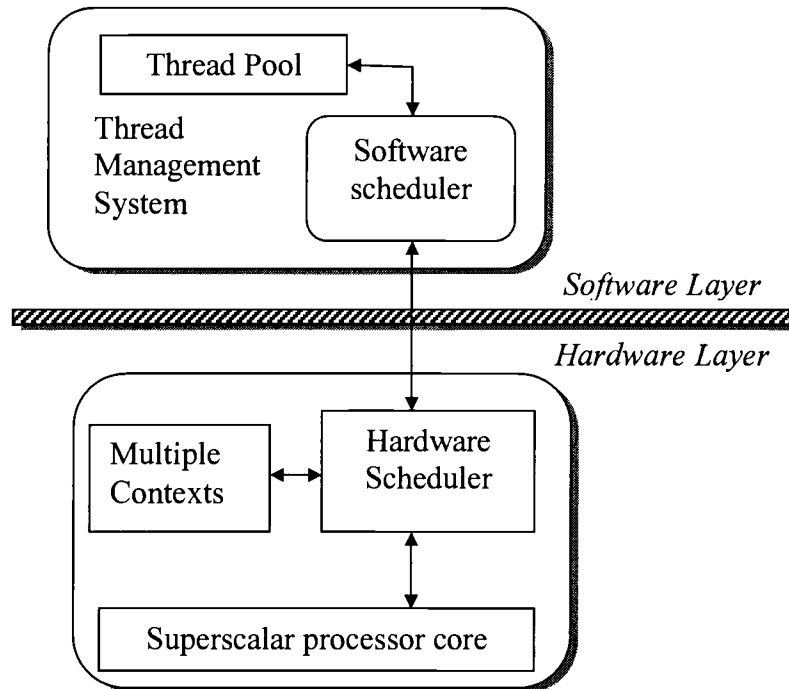 Thread Pool
Thread
Management
System
Software
scheduler
Software Layer
Hardware Layer
Multiple
Contexts
Hardware
Scheduler
Superscalar processor core